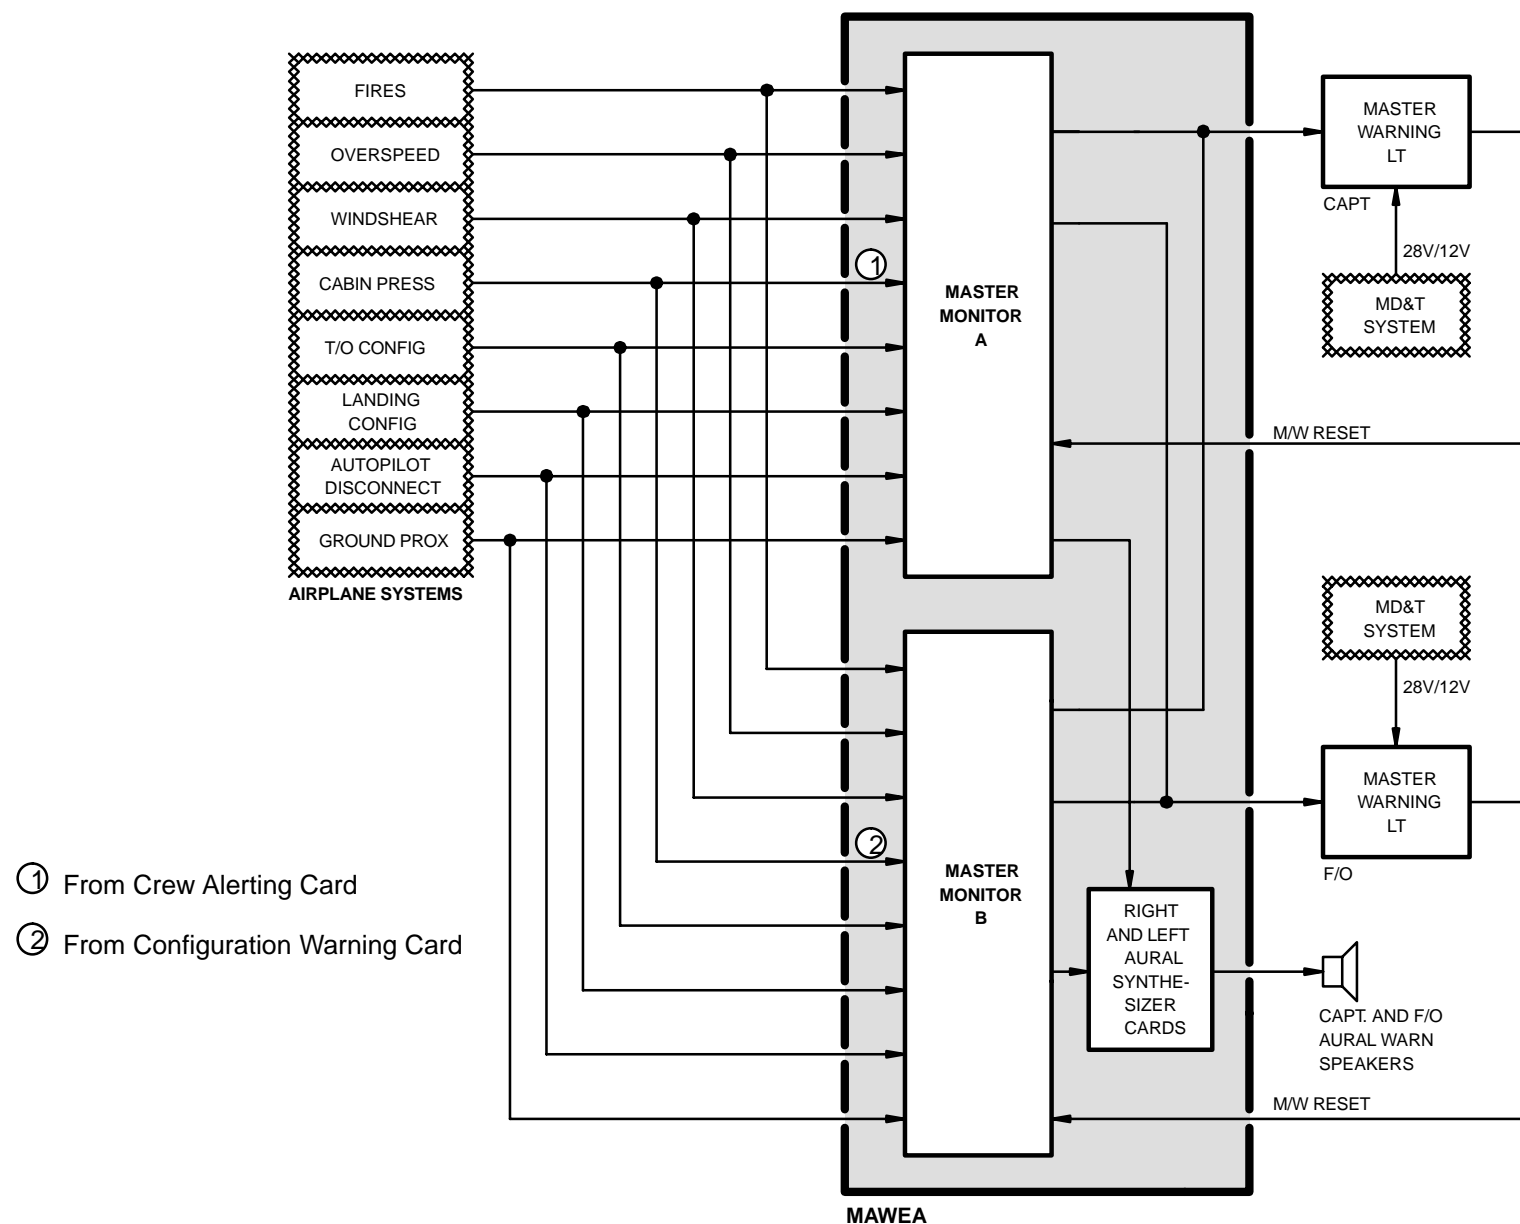 FIRES
OVERSPEED
WINDSHEAR
CABIN PRESS
T/O CONFIG
LANDING
CONFIG
AUTOPILOT
DISCONNECT
GROUND PROX
AIRPLANE SYSTEMS
1
MASTER
MONITOR
A
MASTER
WARNING
LT
CAPT
28V/12V
MD&T
SYSTEM
M/W RESET
MD&T
SYSTEM
28V/12V
2
MASTER
MONITOR
B
MASTER
WARNING
LT
F/O
RIGHT
AND LEFT
AURAL
SYNTHE-
SIZER
CARDS
CAPT. AND F/O
AURAL WARN
SPEAKERS
M/W RESET
MAWEA
1 From Crew Alerting Card
2 From Configuration Warning Card